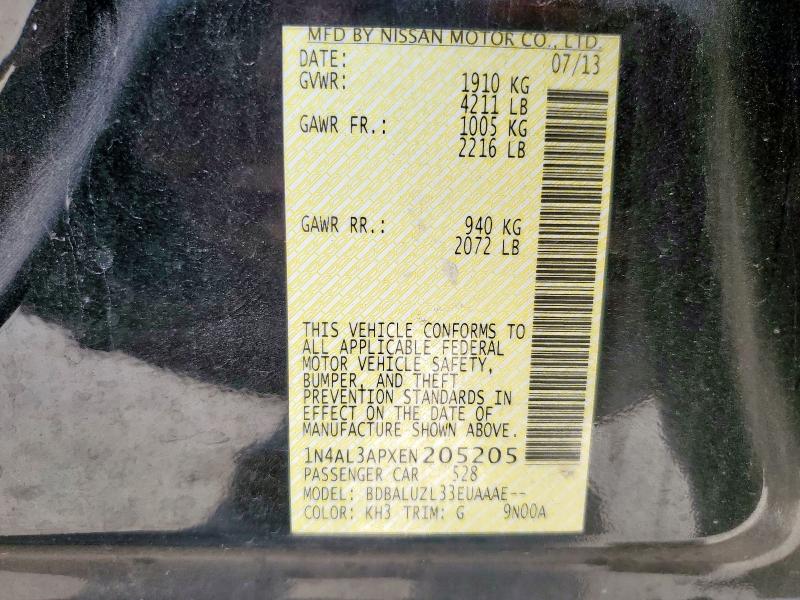 MFD BY NISSAN MOTOR CO., LTD.
DATE: 07/13
GVWR: 1910 KG
4211 LB
GAWR FR.: 1005 KG
2216 LB
GAWR RR.: 940 KG
2072 LB
THIS VEHICLE CONFORMS TO
ALL APPLICABLE FEDERAL
MOTOR VEHICLE SAFETY,
BUMPER, AND THEFT
PREVENTION STANDARDS IN
EFFECT ON THE DATE OF
MANUFACTURE SHOWN ABOVE.
1N4AL3APXEN205205
PASSENGER CAR 528
MODEL: BDBALUZL33EUAAAE--
COLOR: KH3 TRIM: G 9N00A